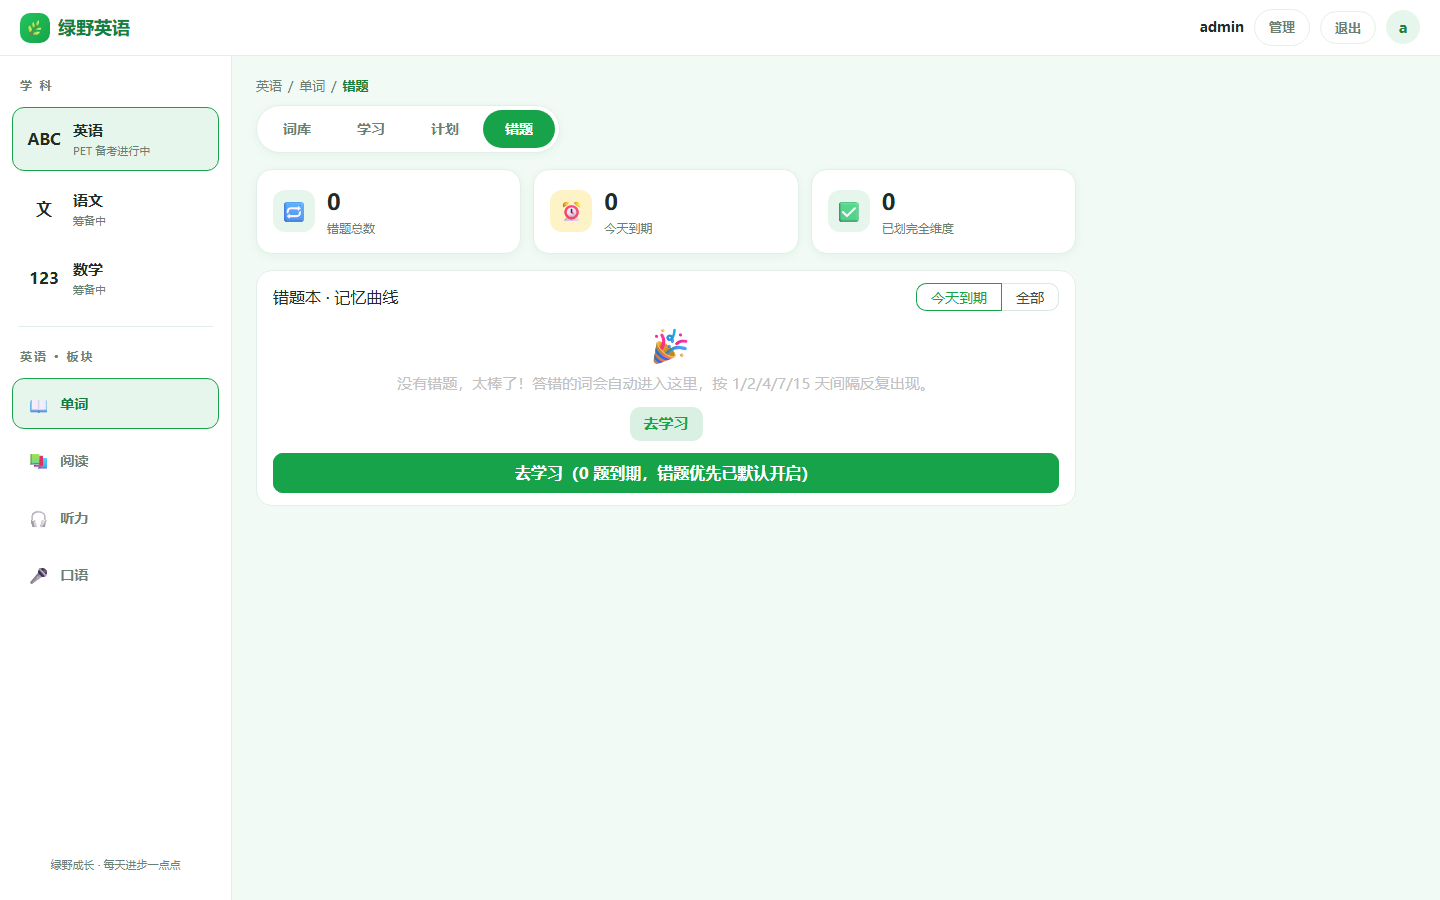 绿野英语
admin
管理
退出
a
学 科
ABC
英语
PET 备考进行中
文
语文
筹备中
123
数学
筹备中
英语 • 板块
单词
阅读
听力
口语
绿野成长 · 每天进步一点点
英语 / 单词 / 错题
词库
学习
计划
错题
0
错题总数
0
今天到期
0
已划完全维度
错题本 · 记忆曲线
今天到期
全部
没有错题，太棒了！答错的词会自动进入这里，按 1/2/4/7/15 天间隔反复出现。
去学习
去学习（0 题到期，错题优先已默认开启）